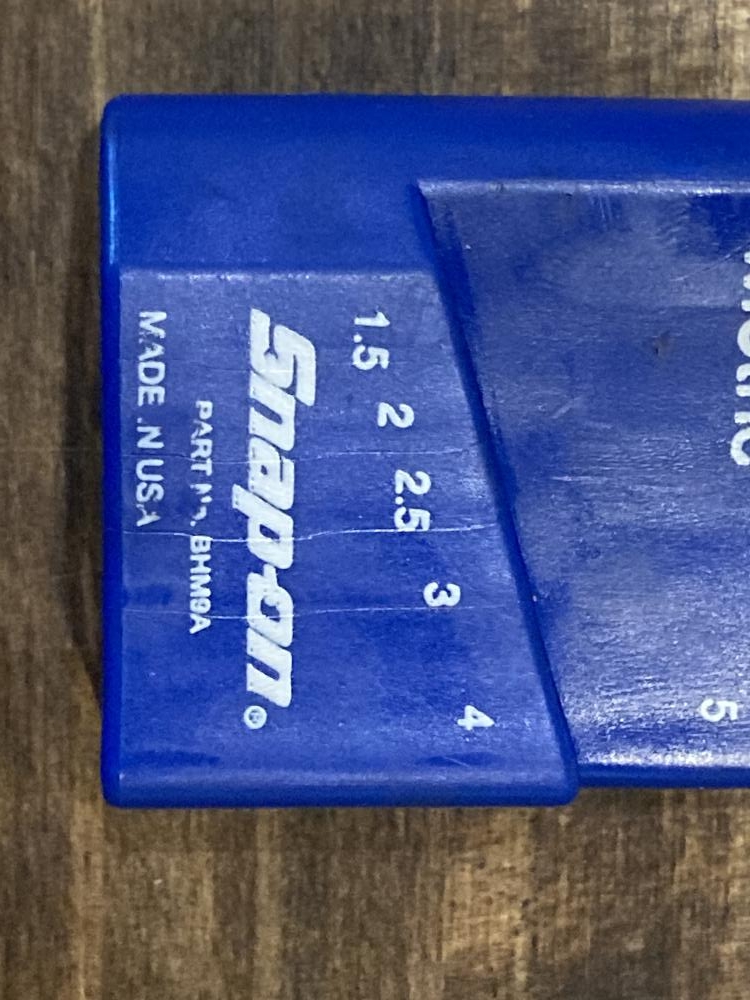 5
1.5 2 2.5 3 4
Snap-on®
PART No. BHM9A
MADE IN USA